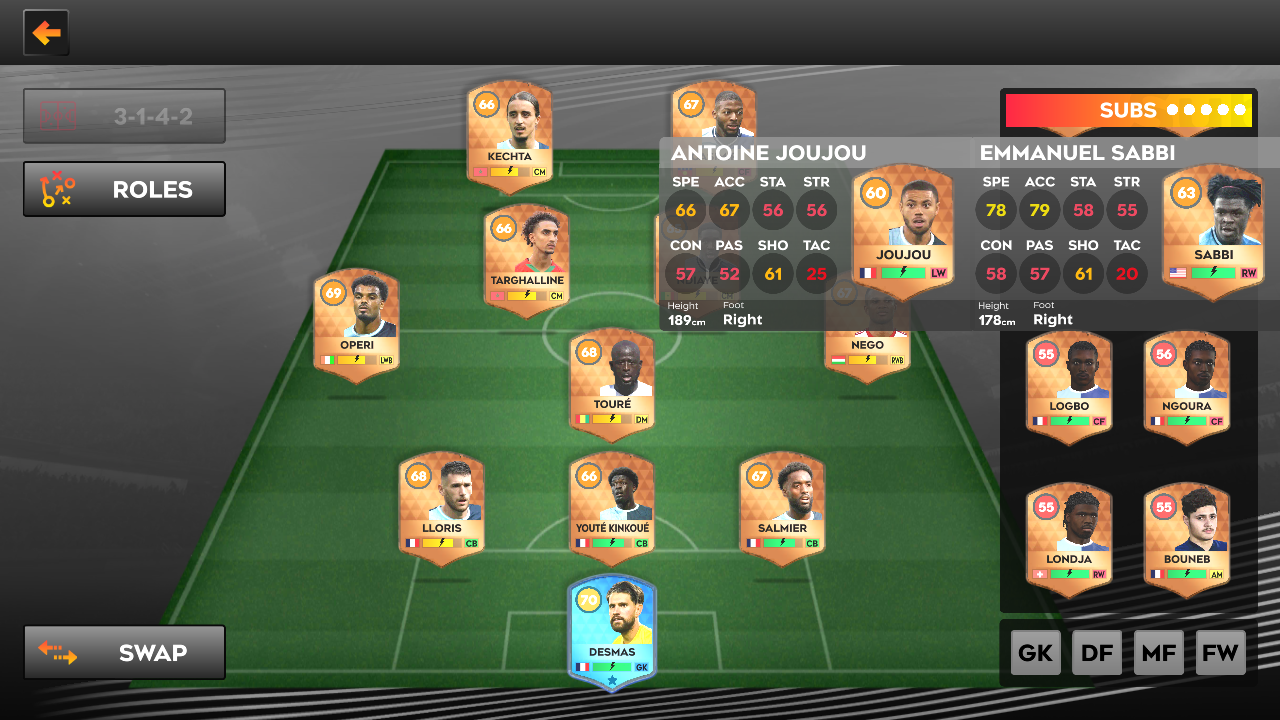 3-1-4-2
ROLES
SWAP
66
KECHTA
CM
67
66
TARGHALLINE
CM
69
OPERI
LWB
67
NEGO
RWB
68
TOURÉ
DM
68
LLORIS
CB
66
YOUTÉ KINKOUÉ
CB
67
SALMIER
CB
70
DESMAS
GK
SUBS
ANTOINE JOUJOU
SPE ACC STA STR
66 67 56 56
CON PAS SHO TAC
57 52 61 25
Height Foot
189cm Right
60
JOUJOU
LW
EMMANUEL SABBI
SPE ACC STA STR
78 79 58 55
CON PAS SHO TAC
58 57 61 20
Height Foot
178cm Right
63
SABBI
RW
55
LOGBO
CF
56
NGOURA
CF
55
LONDJA
RW
55
BOUNEB
AM
GK DF MF FW